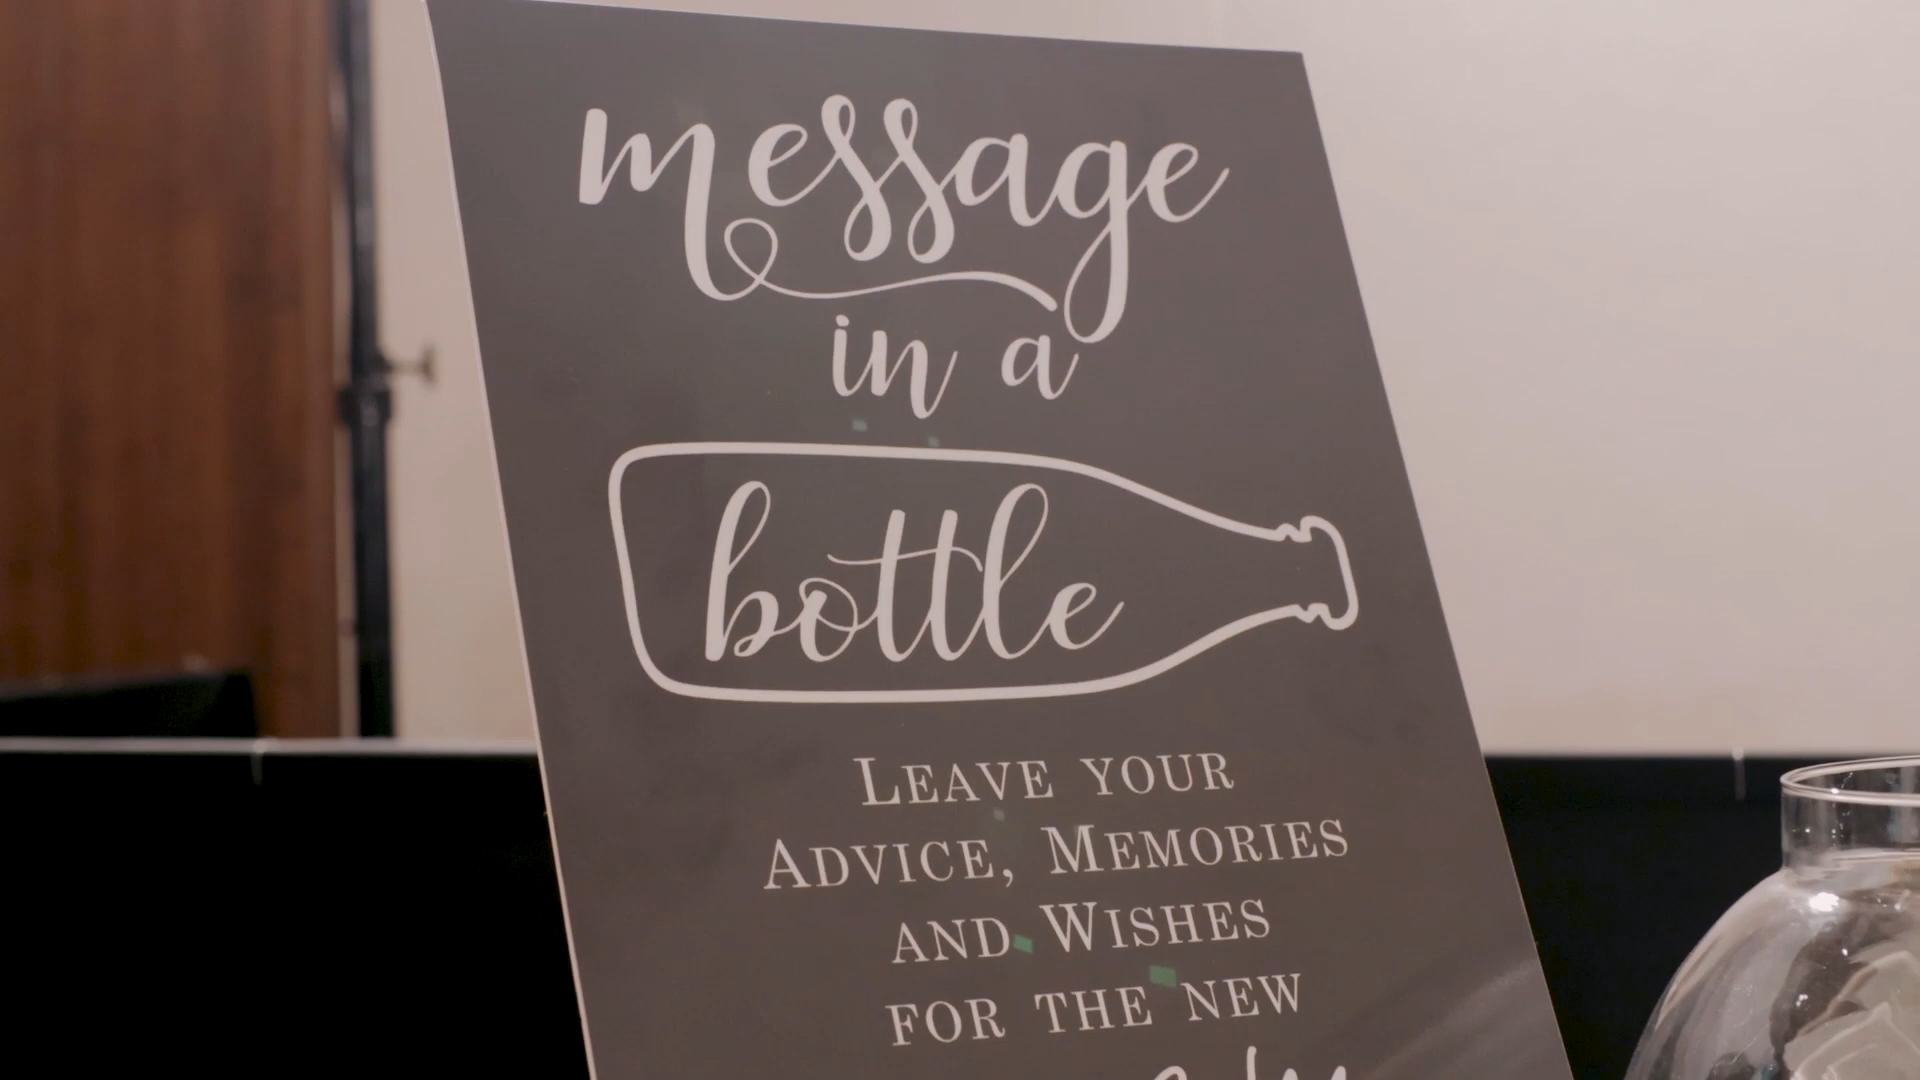 message
in a
bottle
LEAVE YOUR
ADVICE, MEMORIES
AND WISHES
FOR THE NEW